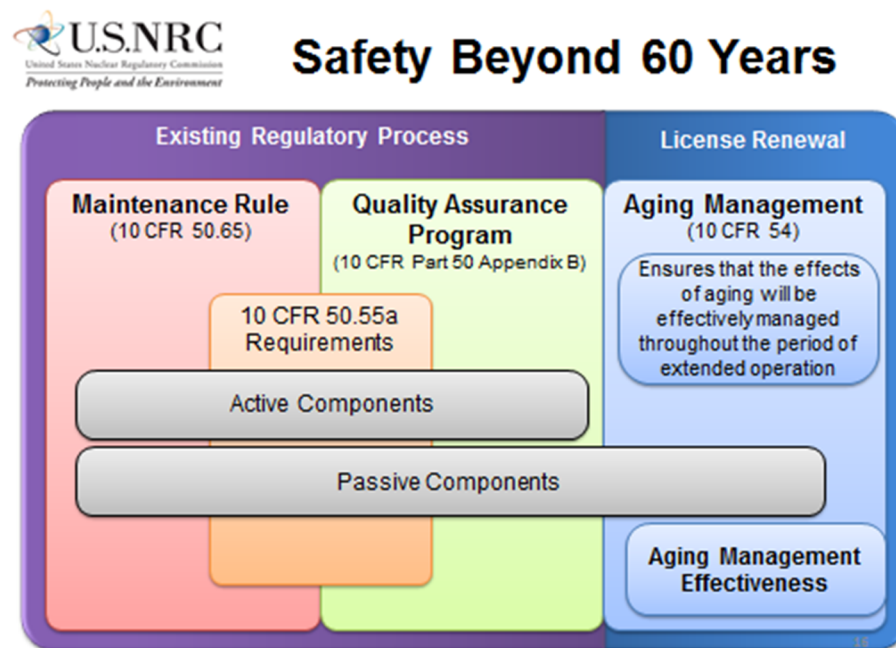 U.S.NRC
United States Nuclear Regulatory Commission
Protecting People and the Environment
Safety Beyond 60 Years
Existing Regulatory Process
License Renewal
Maintenance Rule
(10 CFR 50.65)
Quality Assurance
Program
(10 CFR Part 50 Appendix B)
Aging Management
(10 CFR 54)
Ensures that the effects
of aging will be
effectively managed
throughout the period of
extended operation
10 CFR 50.55a
Requirements
Active Components
Passive Components
Aging Management
Effectiveness
16